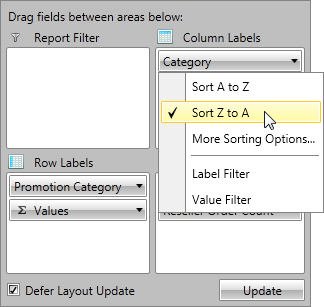 Drag fields between areas below:
Report Filter
Column Labels
Category
Sort A to Z
Sort Z to A
More Sorting Options...
Label Filter
Value Filter
Row Labels
Promotion Category
Σ Values
Reseller Order Count
Defer Layout Update
Update